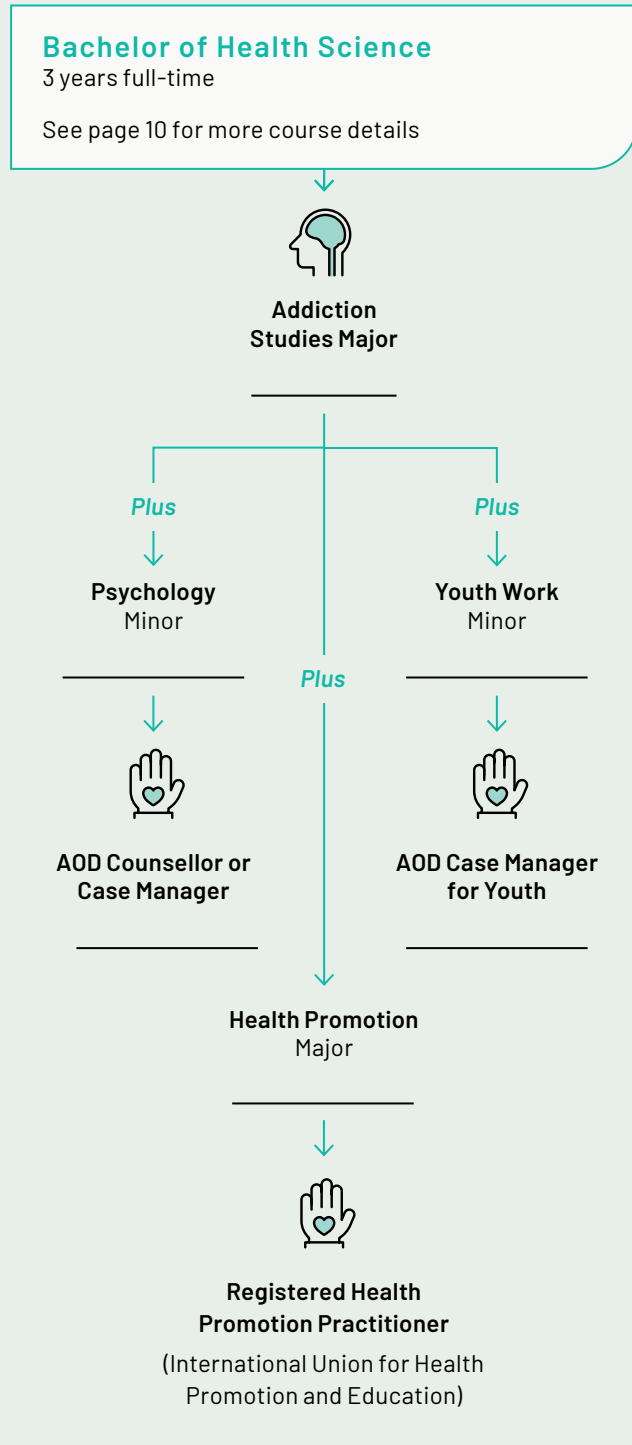 Bachelor of Health Science
3 years full-time
See page 10 for more course details
Addiction
Studies Major
Plus
Psychology
Minor
AOD Counsellor or
Case Manager
Plus
Youth Work
Minor
AOD Case Manager
for Youth
Plus
Health Promotion
Major
Registered Health
Promotion Practitioner
(International Union for Health
Promotion and Education)